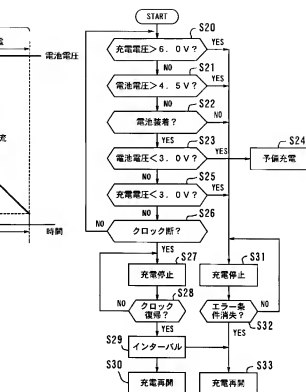 電池電圧
流
時間
START
S20
充電電圧>6.0V?
YES
NO
S21
電池電圧>4.5V?
YES
NO
S22
電池装着?
NO
YES
S23
電池電圧<3.0V?
YES
S24
予備充電
NO
S25
充電電圧<3.0V?
YES
NO
S26
クロック断?
NO
YES
S27
充電停止
S31
充電停止
S28
クロック
復帰?
NO
YES
エラー条
件消失?
NO
S32
YES
S29
インターバル
S30
充電再開
S33
充電再開